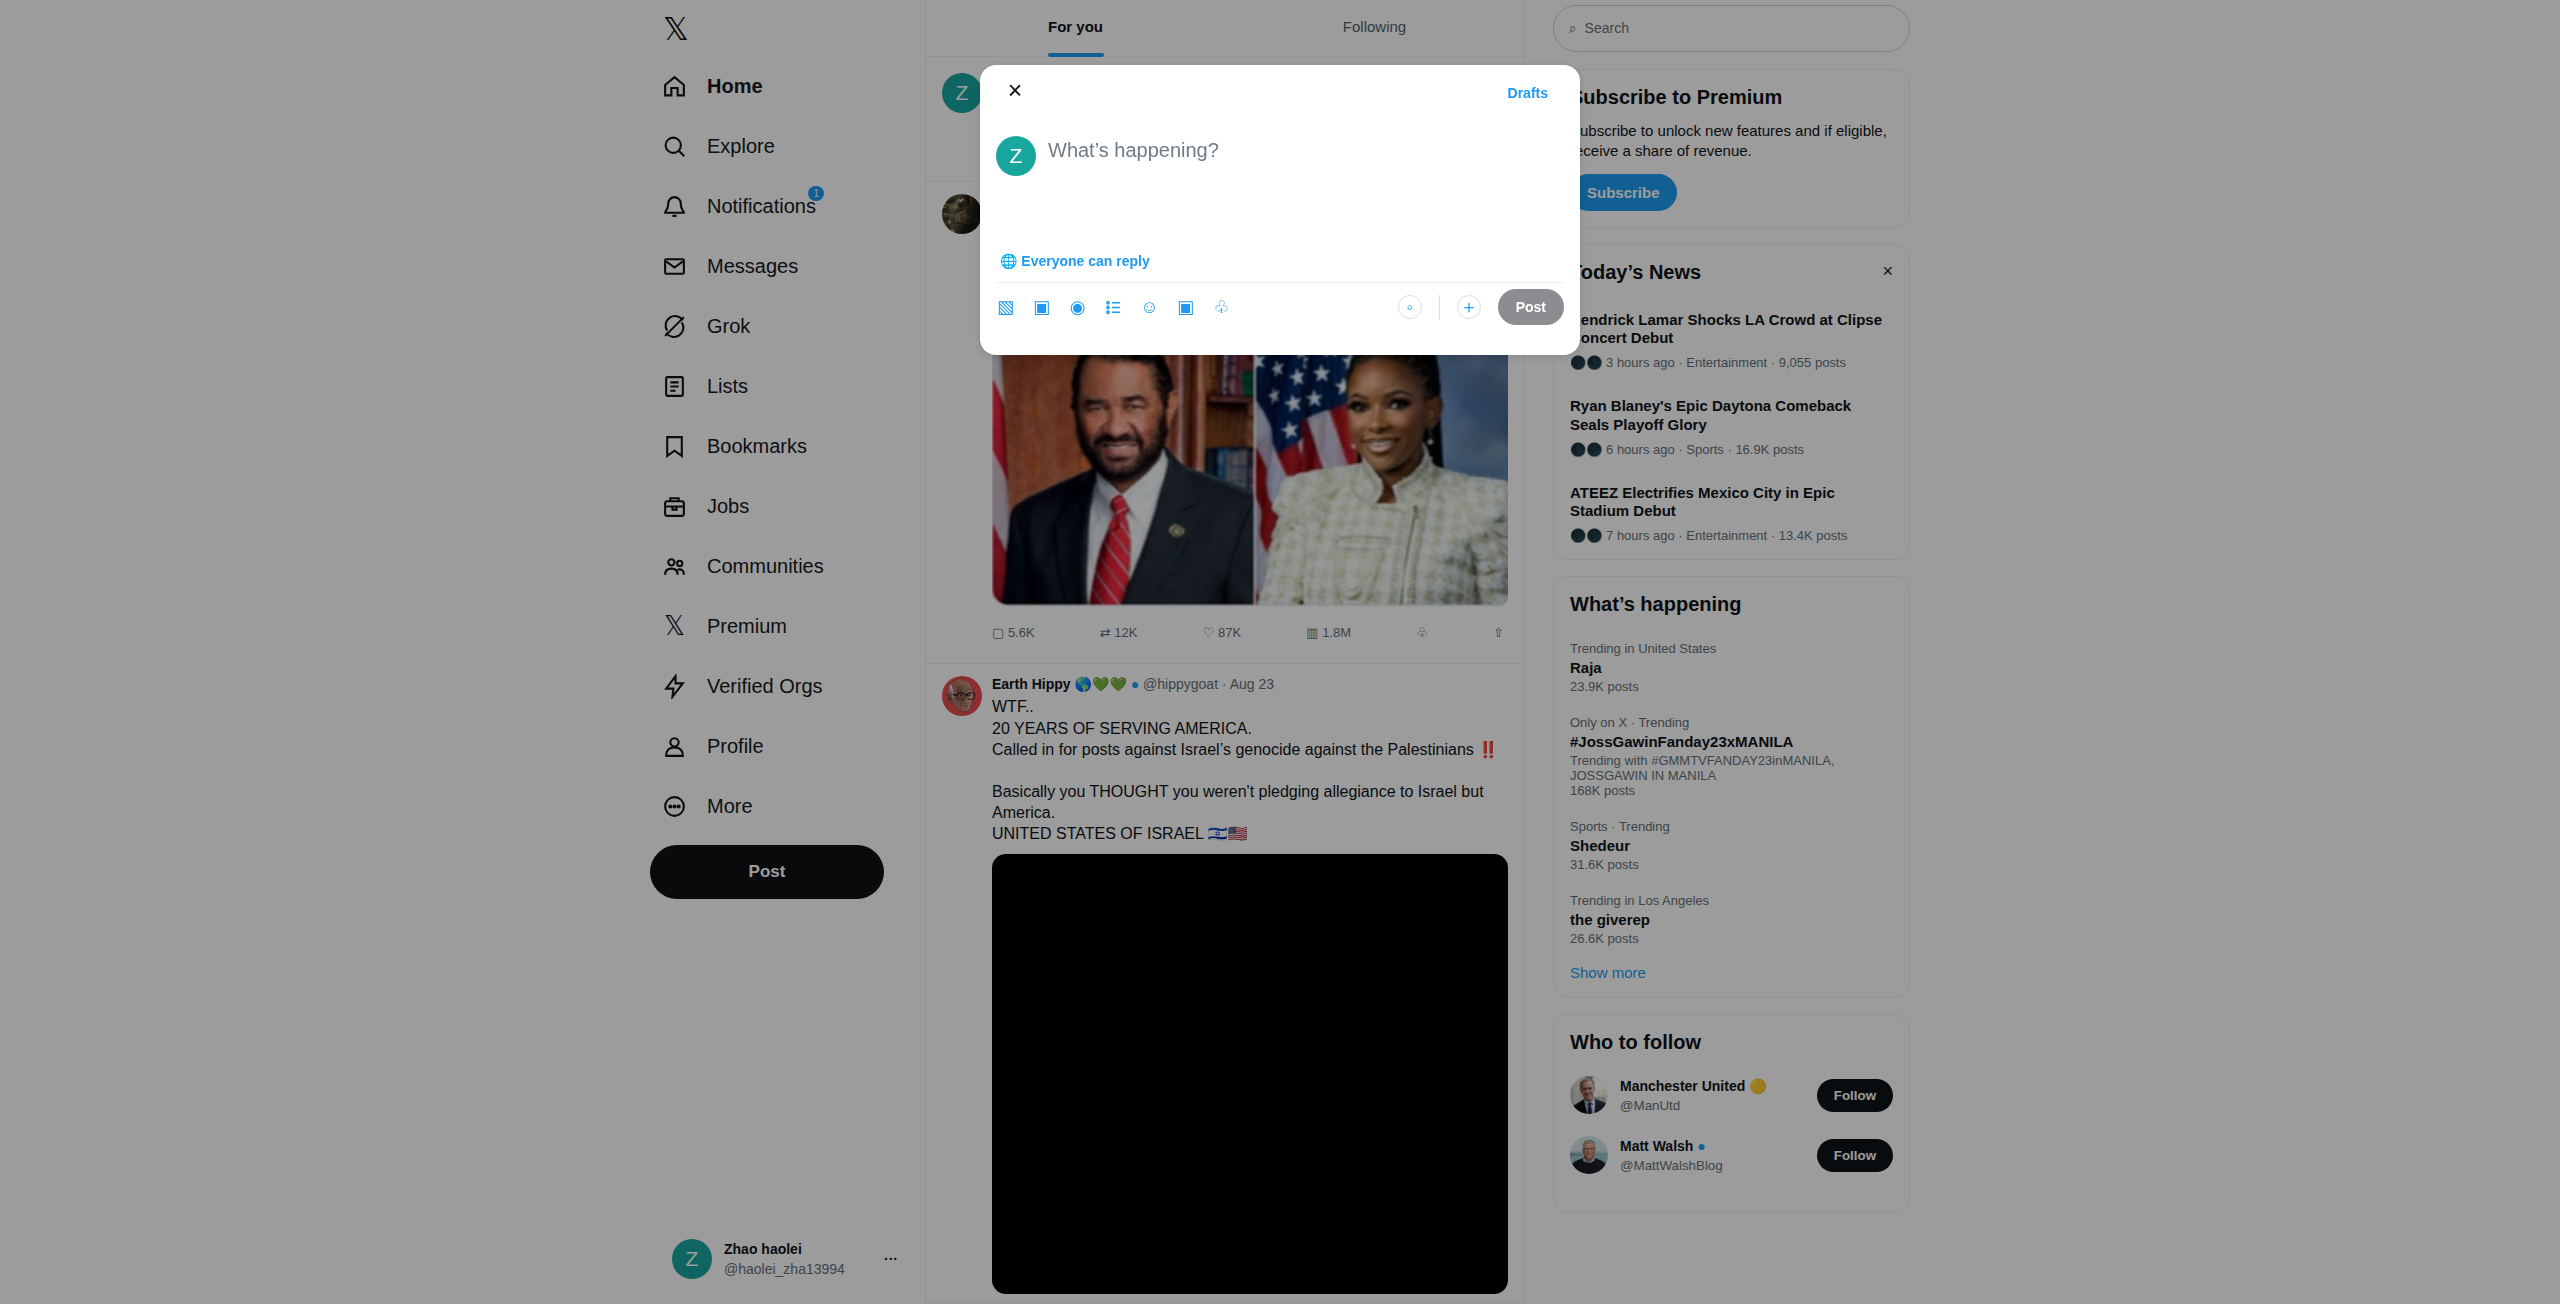 𝕏
Home
Explore
Notifications
1
Messages
Grok
Lists
Bookmarks
Jobs
Communities
𝕏 Premium
Verified Orgs
Profile
More
Post
Z
Zhao haolei
@haolei_zha13994
...
For you
Following
Z
×
Drafts
Z
What’s happening?
🌐 Everyone can reply
Post
5.6K
12K
87K
1.8M
Earth Hippy 🌎💚💚 @hippygoat · Aug 23
WTF..
20 YEARS OF SERVING AMERICA.
Called in for posts against Israel’s genocide against the Palestinians ‼️
Basically you THOUGHT you weren't pledging allegiance to Israel but
America.
UNITED STATES OF ISRAEL 🇮🇱🇺🇸
Search
Subscribe to Premium
ubscribe to unlock new features and if eligible,
eceive a share of revenue.
Subscribe
Today’s News
×
endrick Lamar Shocks LA Crowd at Clipse
oncert Debut
3 hours ago · Entertainment · 9,055 posts
Ryan Blaney's Epic Daytona Comeback
Seals Playoff Glory
6 hours ago · Sports · 16.9K posts
ATEEZ Electrifies Mexico City in Epic
Stadium Debut
7 hours ago · Entertainment · 13.4K posts
What’s happening
Trending in United States
Raja
23.9K posts
Only on X · Trending
#JossGawinFanday23xMANILA
Trending with #GMMTVFANDAY23inMANILA,
JOSSGAWIN IN MANILA
168K posts
Sports · Trending
Shedeur
31.6K posts
Trending in Los Angeles
the giverep
26.6K posts
Show more
Who to follow
Manchester United
@ManUtd
Follow
Matt Walsh
@MattWalshBlog
Follow